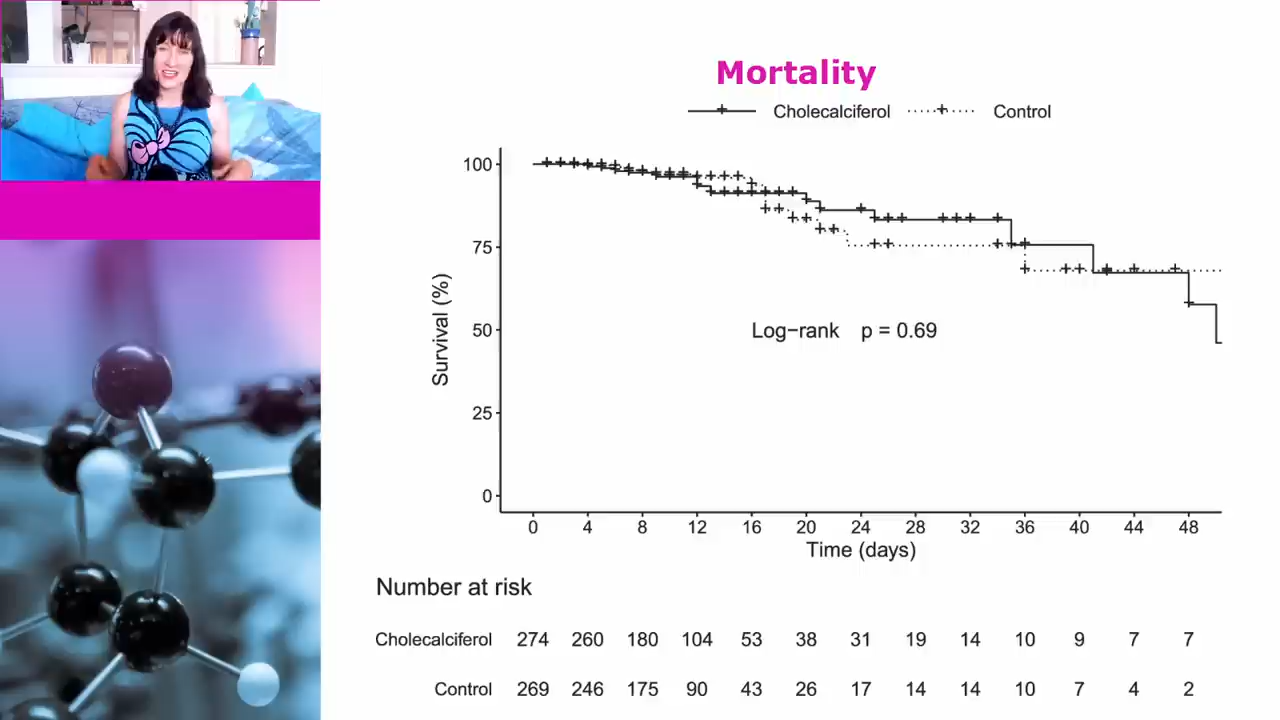 Mortality
Cholecalciferol Control
100
75
50
25
0
Survival (%)
Log−rank p = 0.69
0 4 8 12 16 20 24 28 32 36 40 44 48
Time (days)
Number at risk
Cholecalciferol 274 260 180 104 53 38 31 19 14 10 9 7 7
Control 269 246 175 90 43 26 17 14 14 10 7 4 2